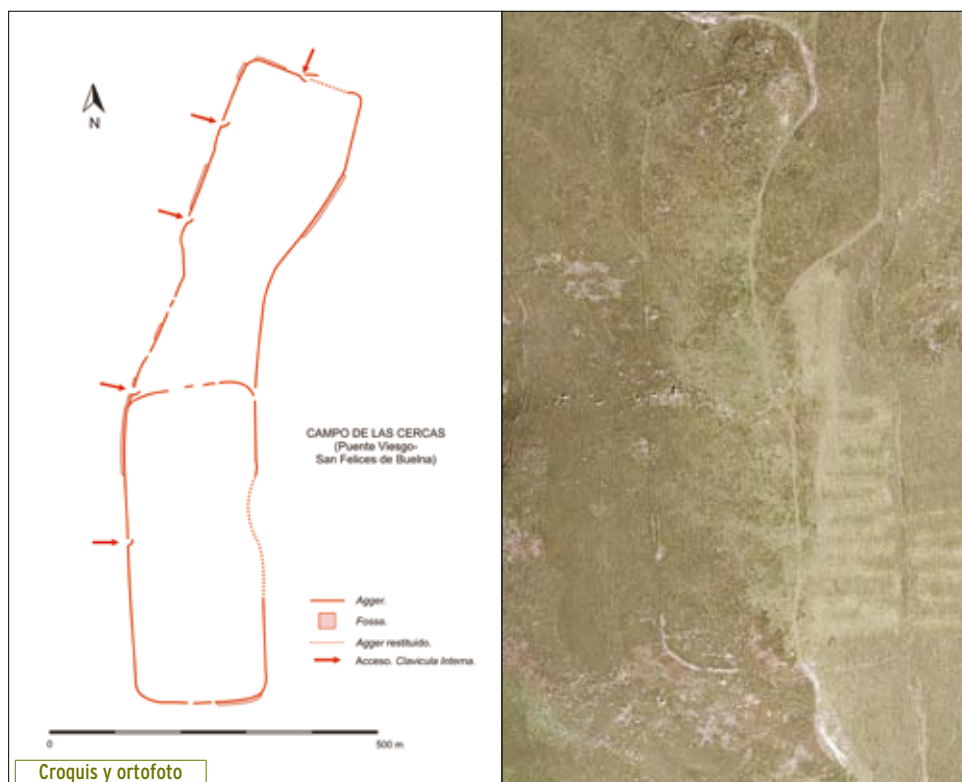 N
CAMPO DE LAS CERCAS
(Puente Viesgo-
San Felices de Buelna)
Agger.
Fossa.
Agger restituido.
Acceso. Clavicula Interna.
0
500 m
Croquis y ortofoto